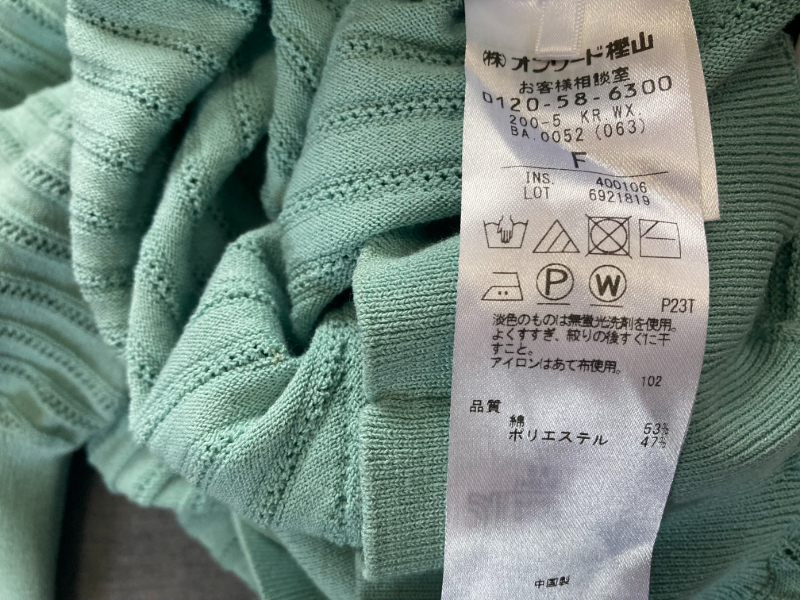 (株)オンワード樫山
お客様相談室
0120-58-6300
200-5 KR.WX.
BA.0052 (063)
F
INS 400106
LOT 6921819
P W
P23T
淡色のものは無蛍光洗剤を使用。
よくすすぎ、絞りの後すぐに干
すこと。
アイロンはあて布使用。
102
品質
綿 53%
ポリエステル 47%
中国製